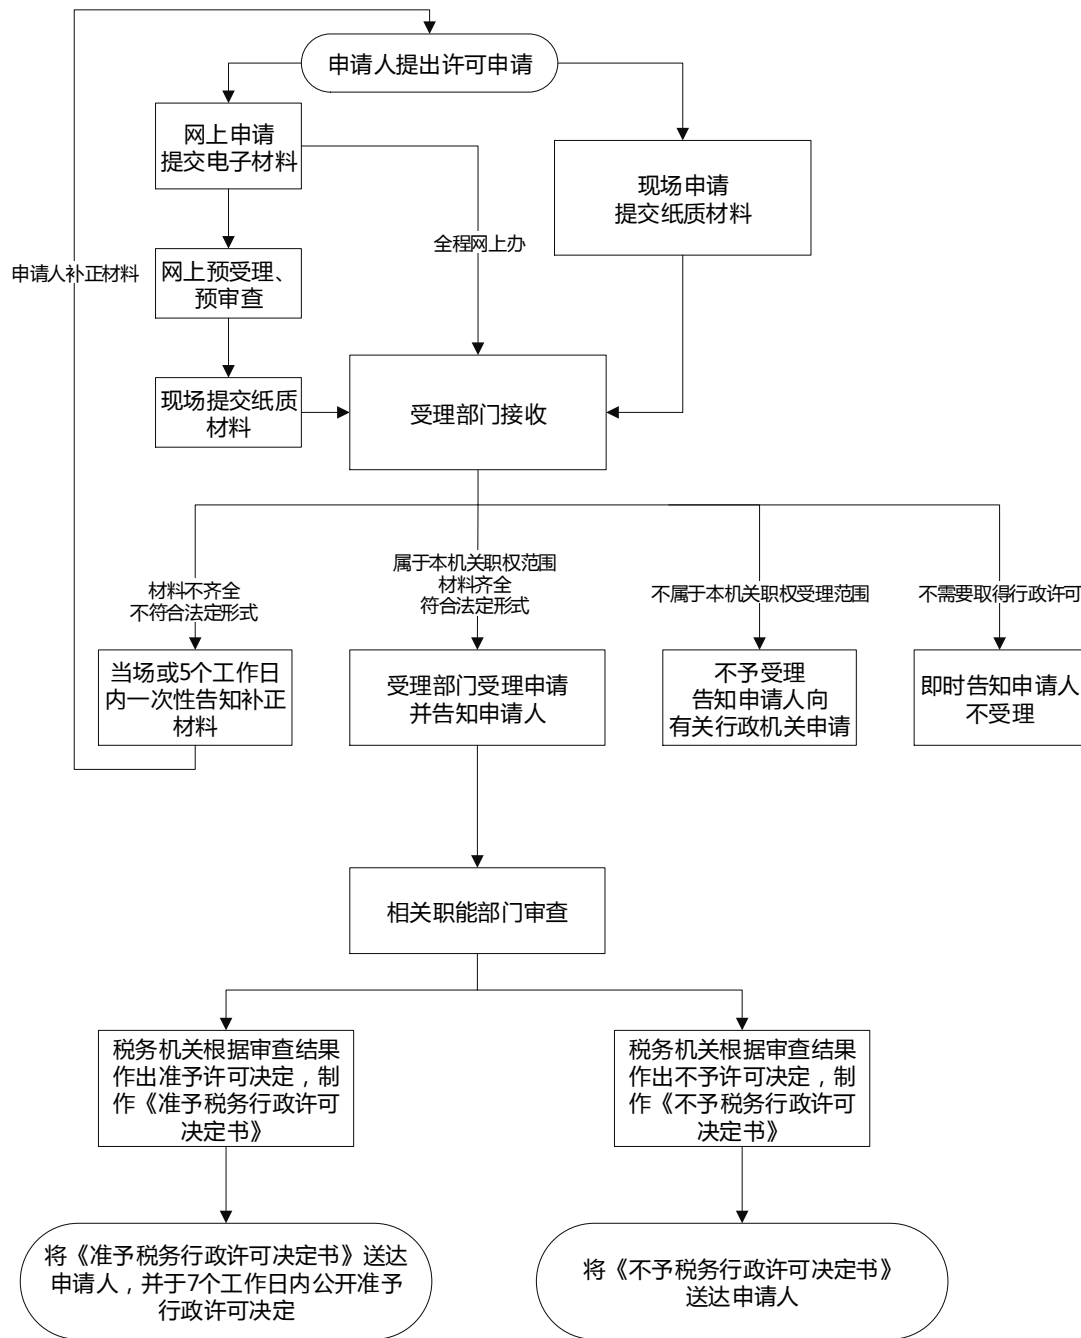 申请人提出许可申请
网上申请
提交电子材料
现场申请
提交纸质材料
全程网上办
申请人补正材料
网上预受理、
预审查
现场提交纸质
材料
受理部门接收
材料不齐全
不符合法定形式
属于本机关职权范围
材料齐全
符合法定形式
不属于本机关职权受理范围
不需要取得行政许可
当场或5个工作日
内一次性告知补正
材料
受理部门受理申请
并告知申请人
不予受理
告知申请人向
有关行政机关申请
即时告知申请人
不受理
相关职能部门审查
税务机关根据审查结果
作出准予许可决定，制
作《准予税务行政许可
决定书》
税务机关根据审查结果
作出不予许可决定，制
作《不予税务行政许可
决定书》
将《准予税务行政许可决定书》送达
申请人，并于7个工作日内公开准予
行政许可决定
将《不予税务行政许可决定书》
送达申请人